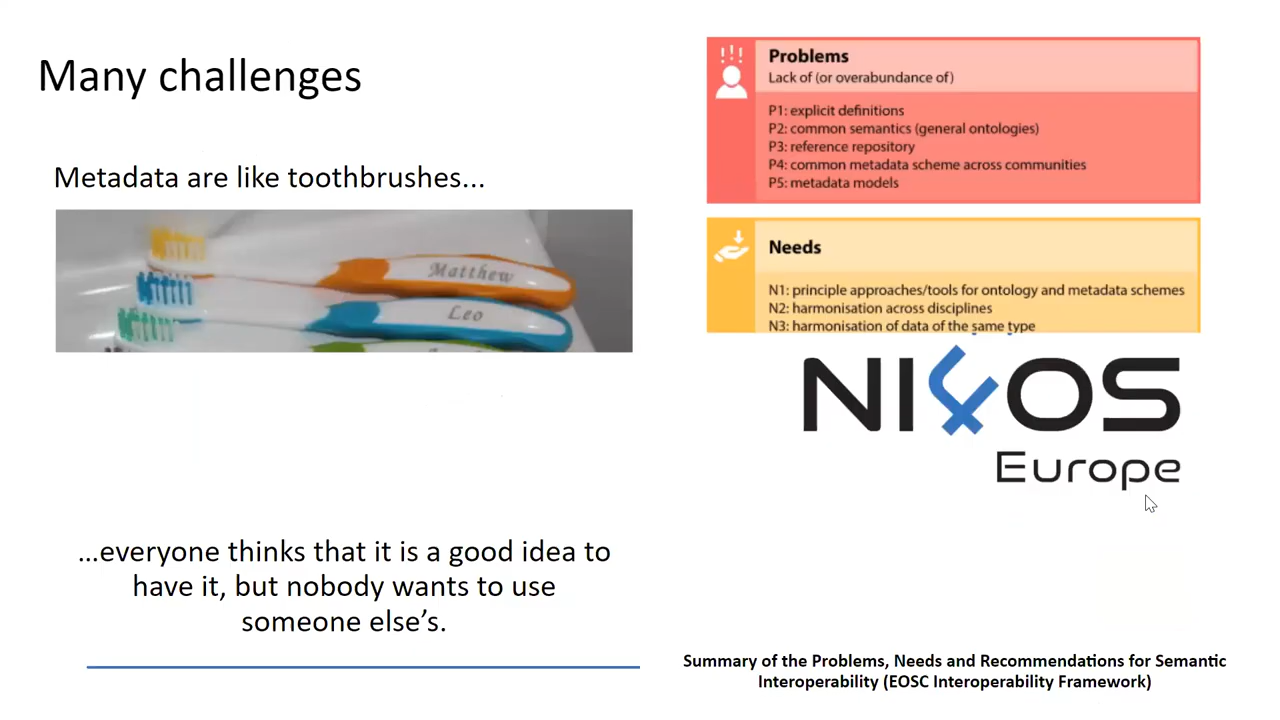 Many challenges
Metadata are like toothbrushes...
Matthew
Leo
...everyone thinks that it is a good idea to
have it, but nobody wants to use
someone else's.
!!!
Problems
Lack of (or overabundance of)
P1: explicit definitions
P2: common semantics (general ontologies)
P3: reference repository
P4: common metadata scheme across communities
P5: metadata models
Needs
N1: principle approaches/tools for ontology and metadata schemes
N2: harmonisation across disciplines
N3: harmonisation of data of the same type
NI4OS
Europe
Summary of the Problems, Needs and Recommendations for Semantic
Interoperability (EOSC Interoperability Framework)